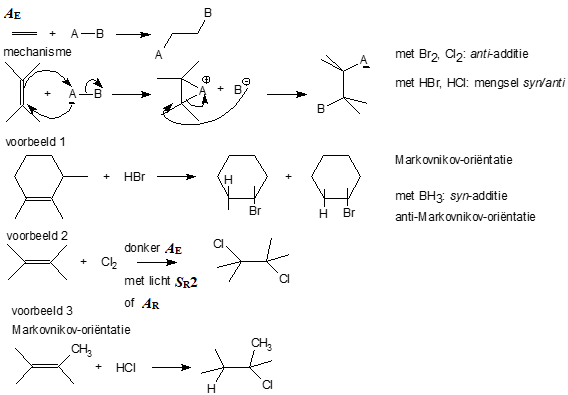 AE
A—B
A
B
mechanisme
A—B
+
A
⊕
+
B
⊖
A
B
met Br2, Cl2: anti-additie
met HBr, HCl: mengsel syn/anti
voorbeeld 1
+ HBr
H
Br
+
H Br
Markovnikov-oriëntatie
met BH3: syn-additie
anti-Markovnikov-oriëntatie
voorbeeld 2
+ Cl2
donker AE
met licht SR2
of AR
Cl
Cl
voorbeeld 3
Markovnikov-oriëntatie
CH3
+ HCl
CH3
H
Cl